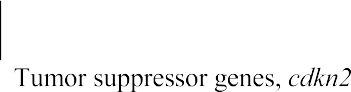 Tumor suppressor genes, cdkn2